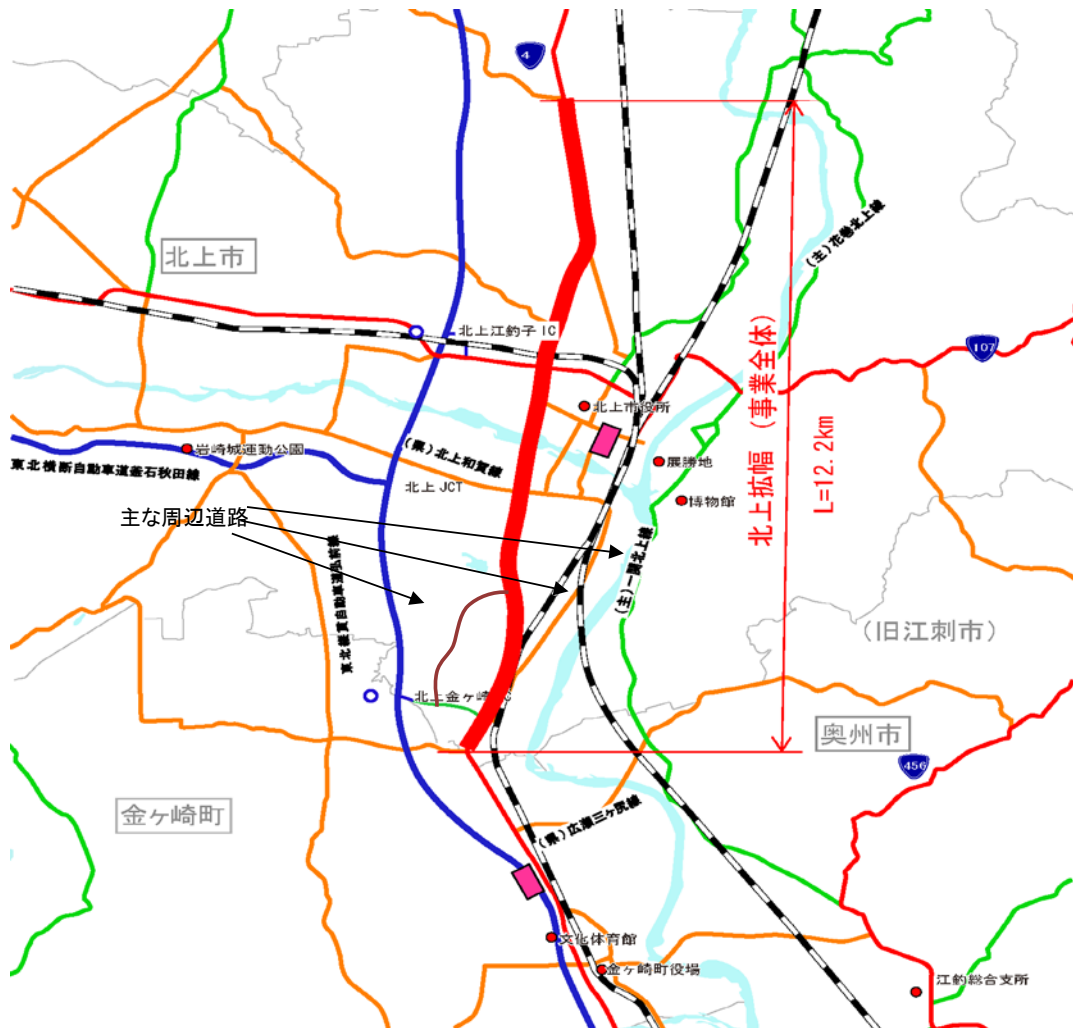 4
(主)花巻北上線
北上市
北上江釣子IC
107
北上拡幅 (事業全体)
L=12.2km
北上市役所
岩崎城運動公園
(県)北上和賀線
展勝地
東北横断自動車道釜石秋田線
北上JCT
博物館
主な周辺道路
(主)一関北上線
東北縦貫自動車道弘前線
(旧江刺市)
北上金ヶ崎
奥州市
456
金ヶ崎町
(県)広瀬三ヶ尻線
文化体育館
金ヶ崎町役場
江釣総合支所